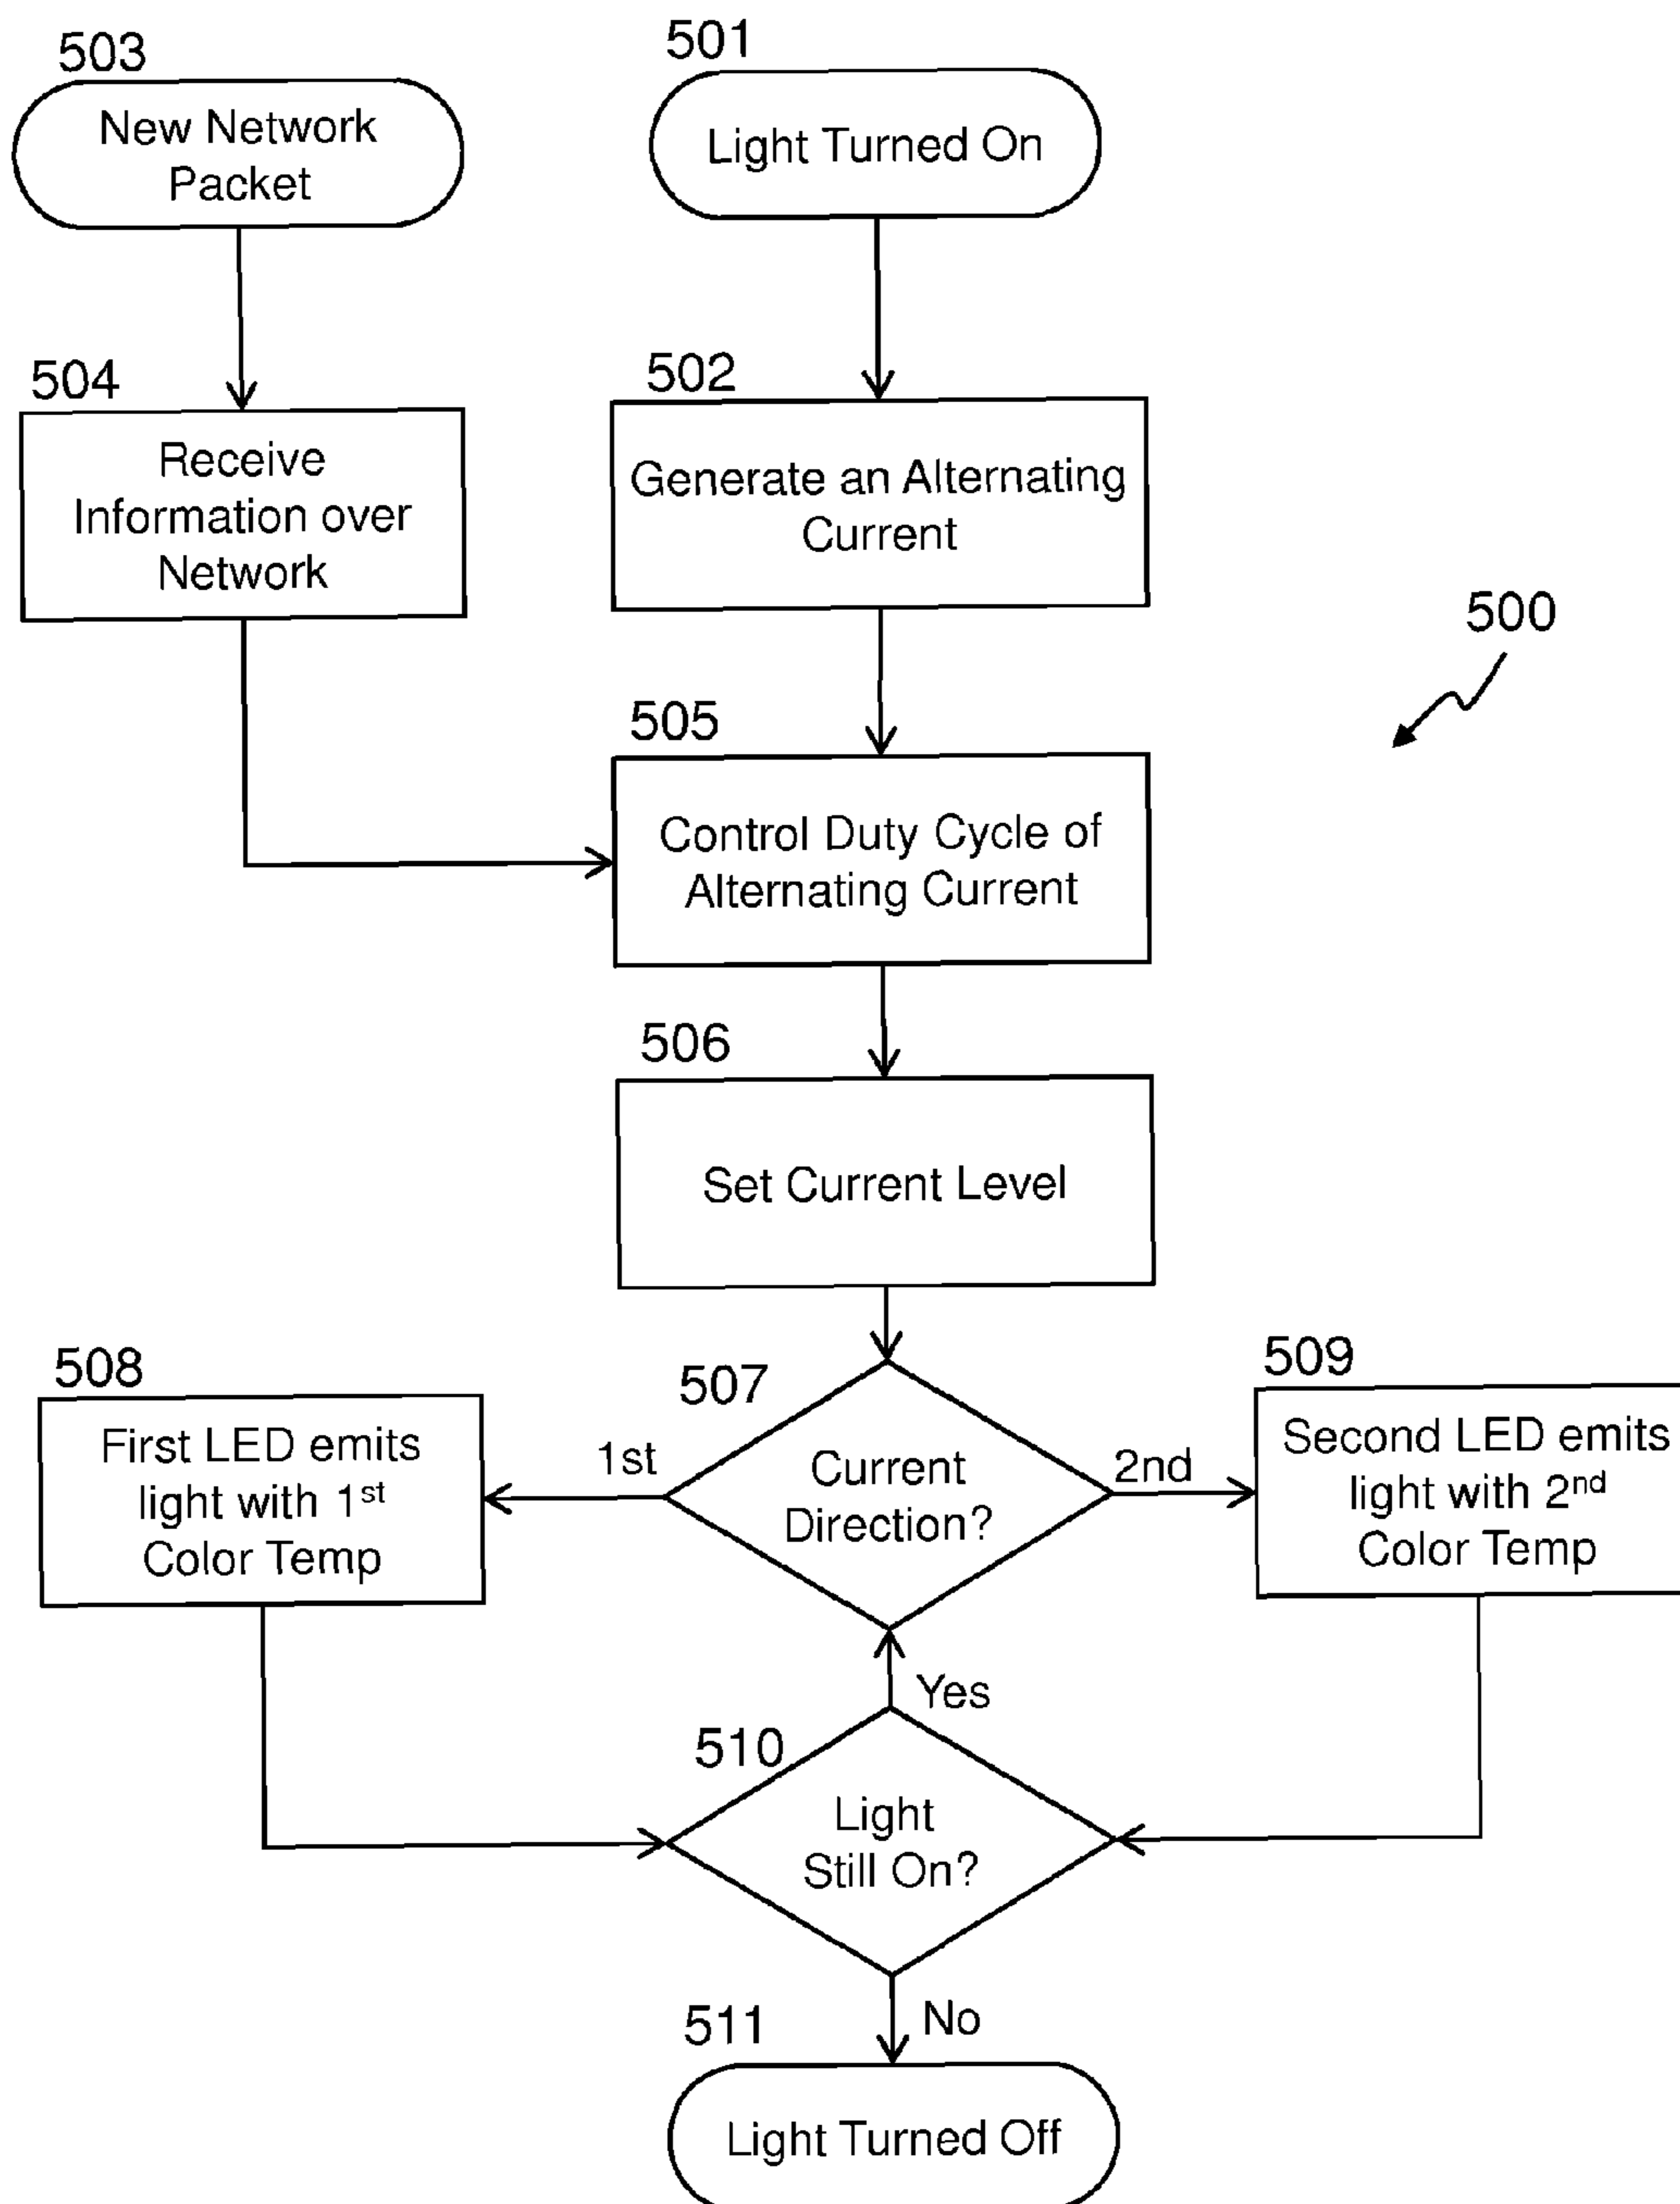 503
New Network
Packet
501
Light Turned On
504
Receive
Information over
Network
502
Generate an Alternating
Current
500
505
Control Duty Cycle of
Alternating Current
506
Set Current Level
507
Current
Direction?
1st
2nd
508
First LED emits
light with 1st
Color Temp
509
Second LED emits
light with 2nd
Color Temp
Yes
510
Light
Still On?
No
511
Light Turned Off